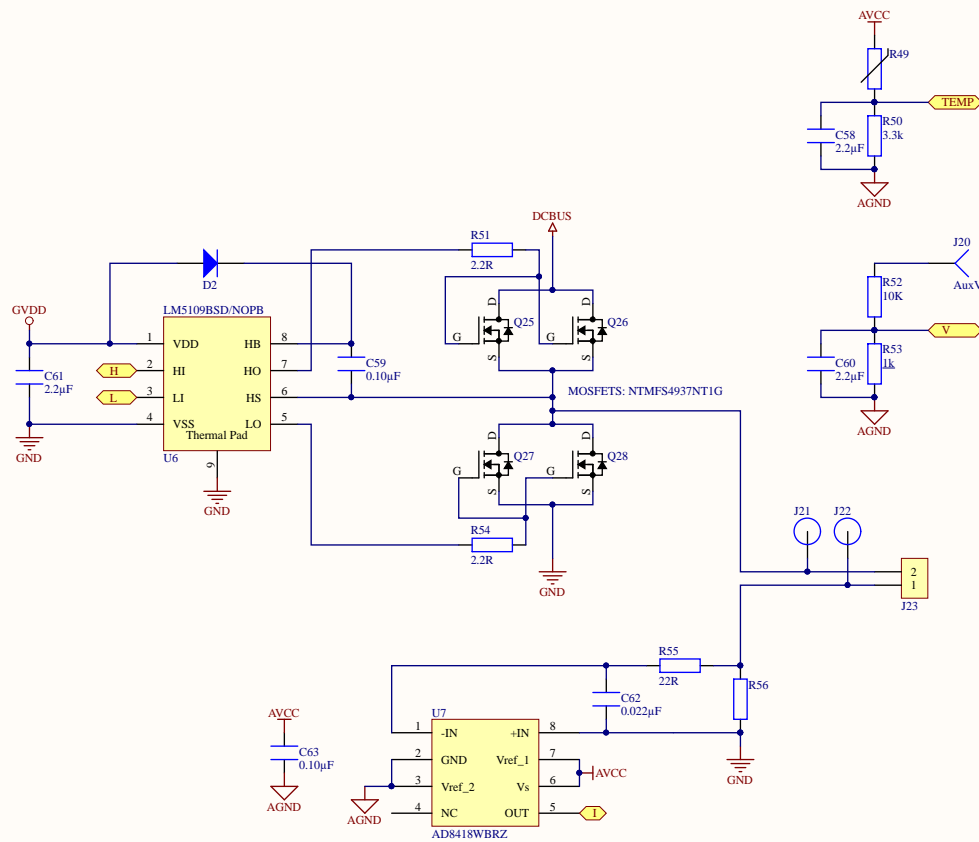 AVCC
R49
TEMP
R50
3.3k
C58
2.2µF
AGND
DCBUS
J20
AuxV
R52
10K
V
R53
1k
C60
2.2µF
AGND
R51
2.2R
D2
GVDD
LM5109BSD/NOPB
1 VDD HB 8
H 2 HI HO 7
L 3 LI HS 6
4 VSS LO 5
Thermal Pad
U6
9
GND
C61
2.2µF
GND
C59
0.10µF
D
G
S
Q25
D
G
S
Q26
MOSFETS: NTMFS4937NT1G
D
G
S
Q27
D
G
S
Q28
R54
2.2R
GND
J21
J22
2
1
J23
R55
22R
R56
C62
0.022µF
GND
AVCC
C63
0.10µF
AGND
U7
1 -IN +IN 8
2 GND Vref_1 7
3 Vref_2 Vs 6
4 NC OUT 5
AVCC
I
AGND
AD8418WBRZ